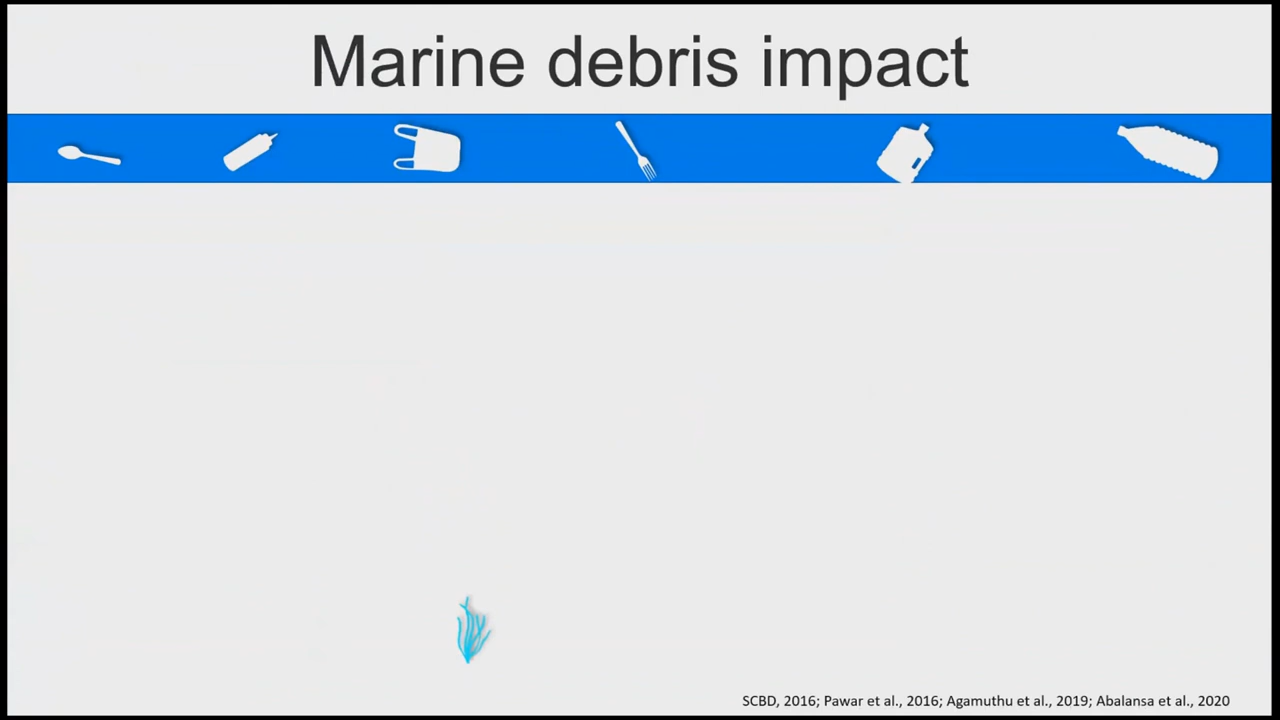 Marine debris impact
SCBD, 2016; Pawar et al., 2016; Agamuthu et al., 2019; Abalansa et al., 2020